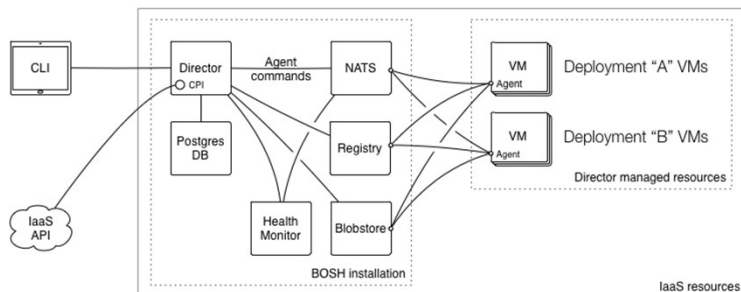 CLI
Director
CPI
Agent
commands
NATS
VM
Agent
Deployment “A” VMs
Postgres
DB
Registry
VM
Agent
Deployment “B” VMs
Director managed resources
IaaS
API
Health
Monitor
Blobstore
BOSH installation
IaaS resources